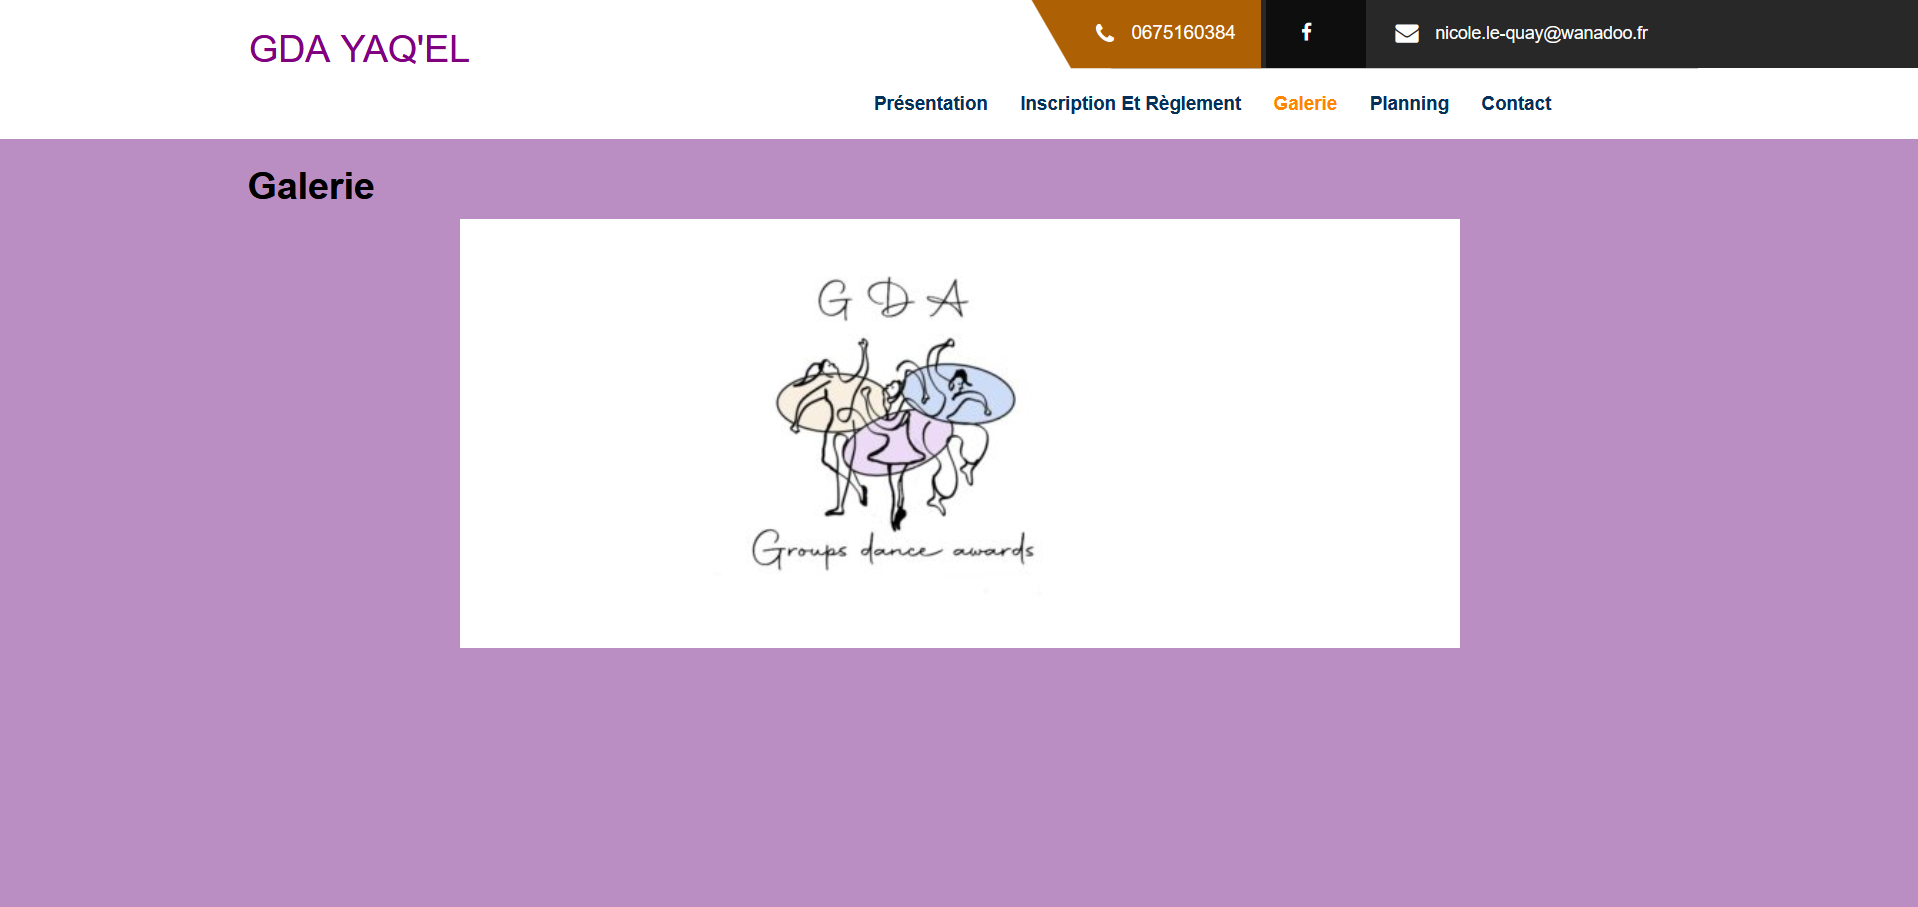 GDA YAQ'EL
0675160384
nicole.le-quay@wanadoo.fr
Présentation Inscription Et Règlement Galerie Planning Contact
Galerie
G D A
Groups dance awards